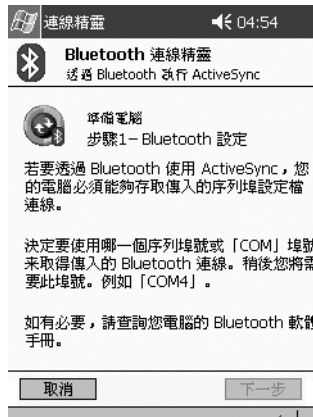 連線精靈 04:54
Bluetooth 連線精靈
透過 Bluetooth 執行 ActiveSync
準備電腦
步驟1－Bluetooth 設定
若要透過 Bluetooth 使用 ActiveSync，您
的電腦必須能夠存取傳入的序列埠設定檔
連線。
決定要使用哪一個序列埠號或「COM」埠號
來取得傳入的 Bluetooth 連線。稍後您將需
要此埠號。例如「COM4」。
如有必要，請查詢您電腦的 Bluetooth 軟體
手冊。
取消 下一步